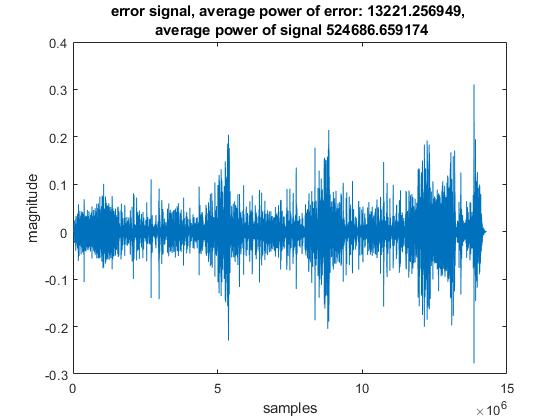 error signal, average power of error: 13221.256949,
average power of signal 524686.659174
0.4
0.3
0.2
0.1
0
-0.1
-0.2
-0.3
magnitude
0 5 10 15
samples
×10⁶